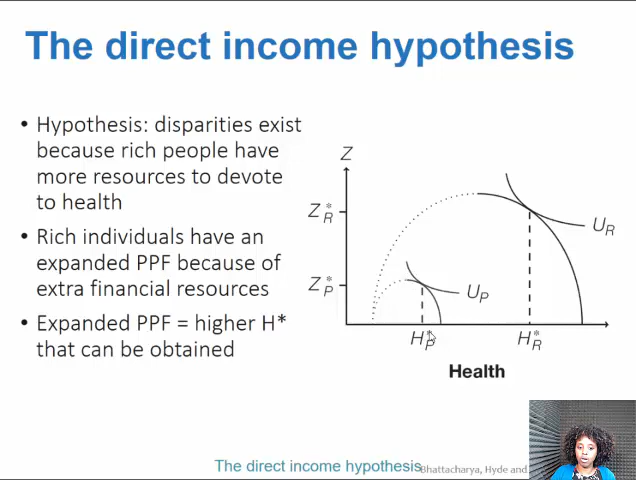 The direct income hypothesis
• Hypothesis: disparities exist
because rich people have
more resources to devote
to health
• Rich individuals have an
expanded PPF because of
extra financial resources
• Expanded PPF = higher H*
that can be obtained
Z
Z*R
UR
Z*P
UP
H*P
H*R
Health
The direct income hypothesis
Bhattacharya, Hyde and